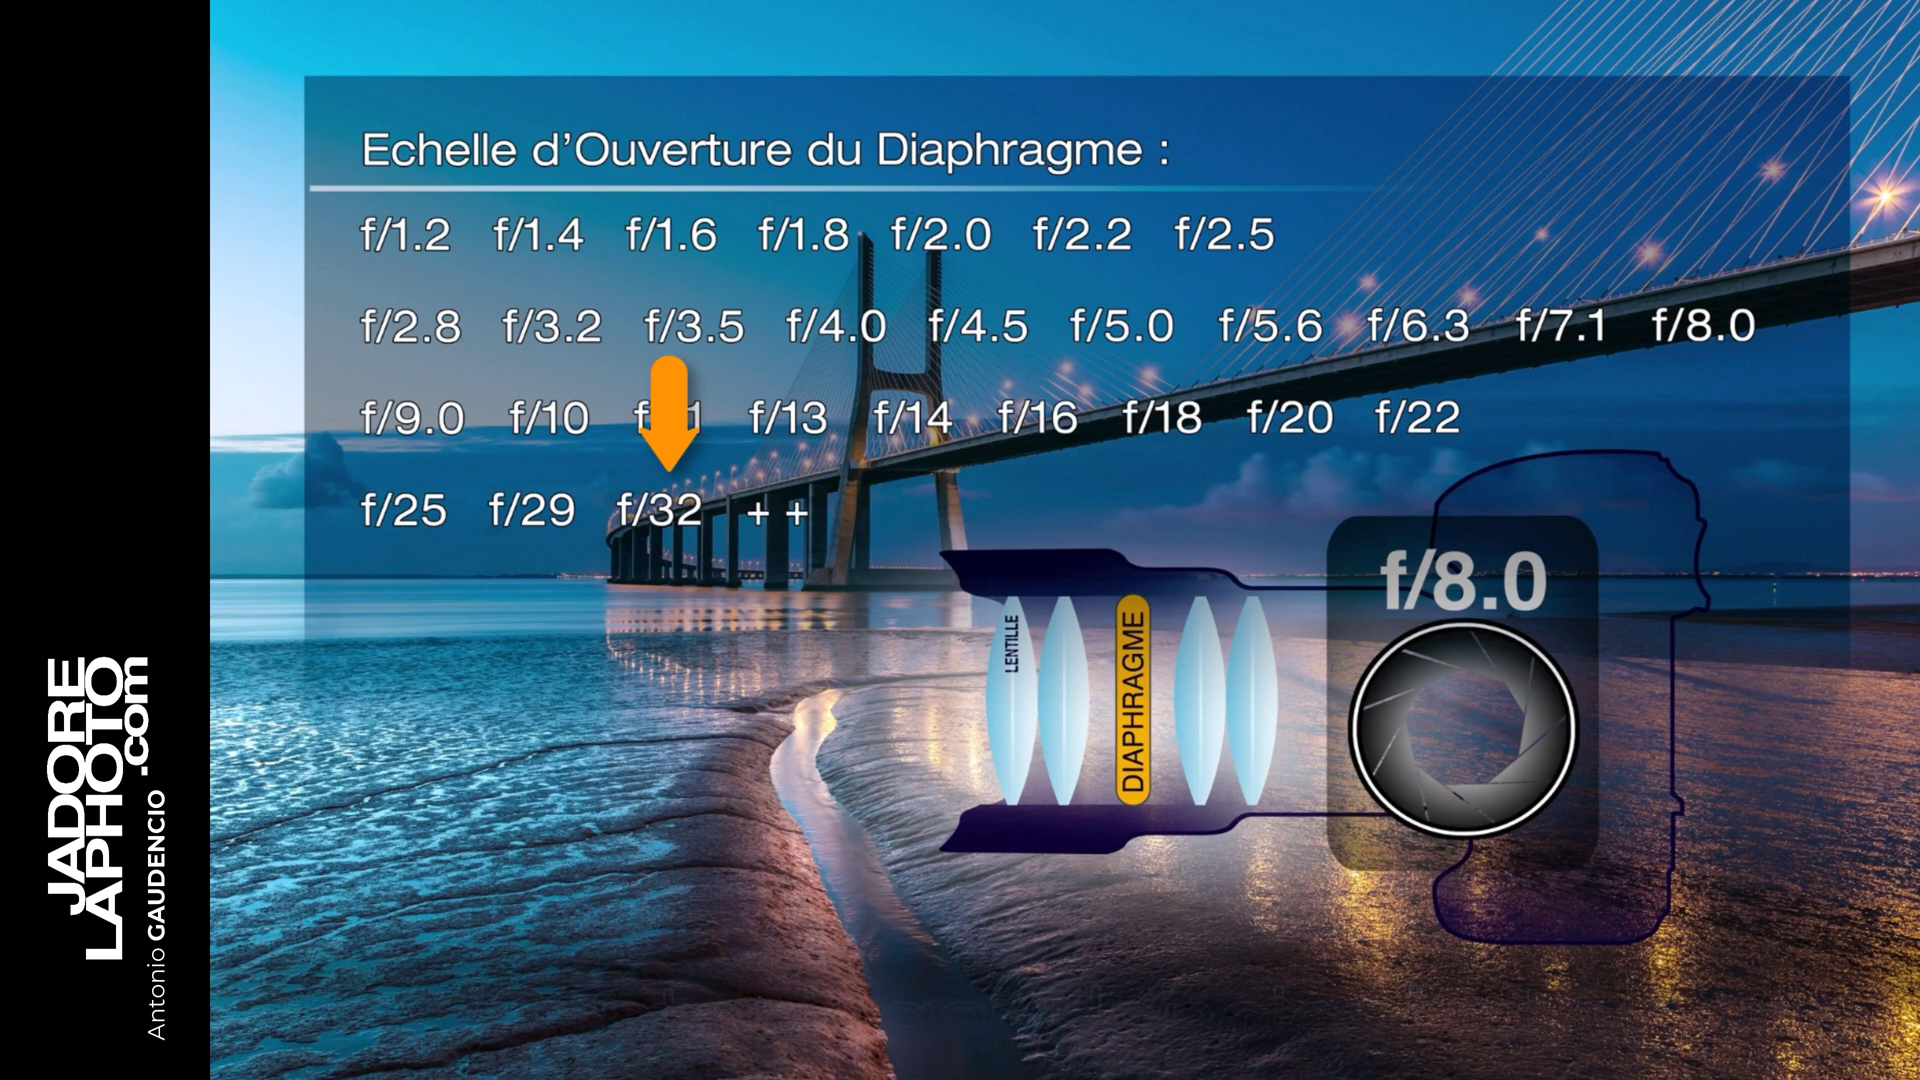 Echelle d'Ouverture du Diaphragme :
f/1.2 f/1.4 f/1.6 f/1.8 f/2.0 f/2.2 f/2.5
f/2.8 f/3.2 f/3.5 f/4.0 f/4.5 f/5.0 f/5.6 f/6.3 f/7.1 f/8.0
f/9.0 f/10 f/13 f/14 f/16 f/18 f/20 f/22
f/25 f/29 f/32 + +
f/8.0
LENTILLE
DIAPHRAGME
JADORE
LAPHOTO
.com
Antonio GAUDENCIO